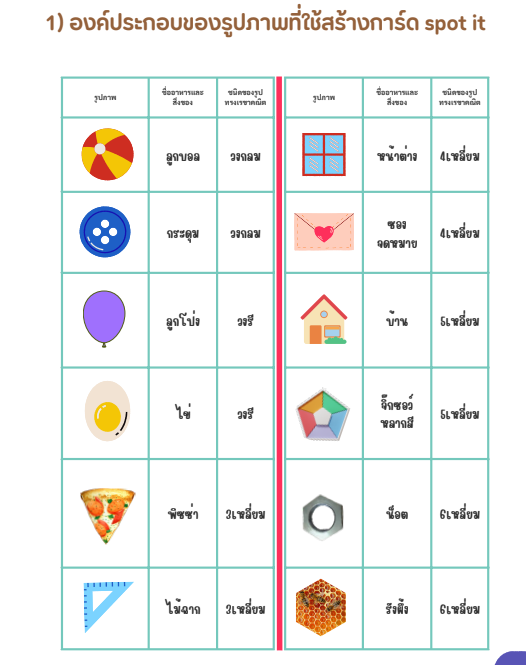 1) องค์ประกอบของรูปภาพที่ใช้สร้างการ์ด spot it
รูปภาพ
ชื่ออาหารและ
สิ่งของ
ชนิดของรูป
ทรงเรขาคณิต
รูปภาพ
ชื่ออาหารและ
สิ่งของ
ชนิดของรูป
ทรงเรขาคณิต
ลูกบอล
วงกลม
หน้าต่าง
4เหลี่ยม
กระดุม
วงกลม
ซอง
จดหมาย
4เหลี่ยม
ลูกโป่ง
วงรี
บ้าน
5เหลี่ยม
ไข่
วงรี
จิ๊กซอว์
หลากสี
5เหลี่ยม
พิซซ่า
3เหลี่ยม
น็อต
6เหลี่ยม
ไม้ฉาก
3เหลี่ยม
รังผึ้ง
6เหลี่ยม